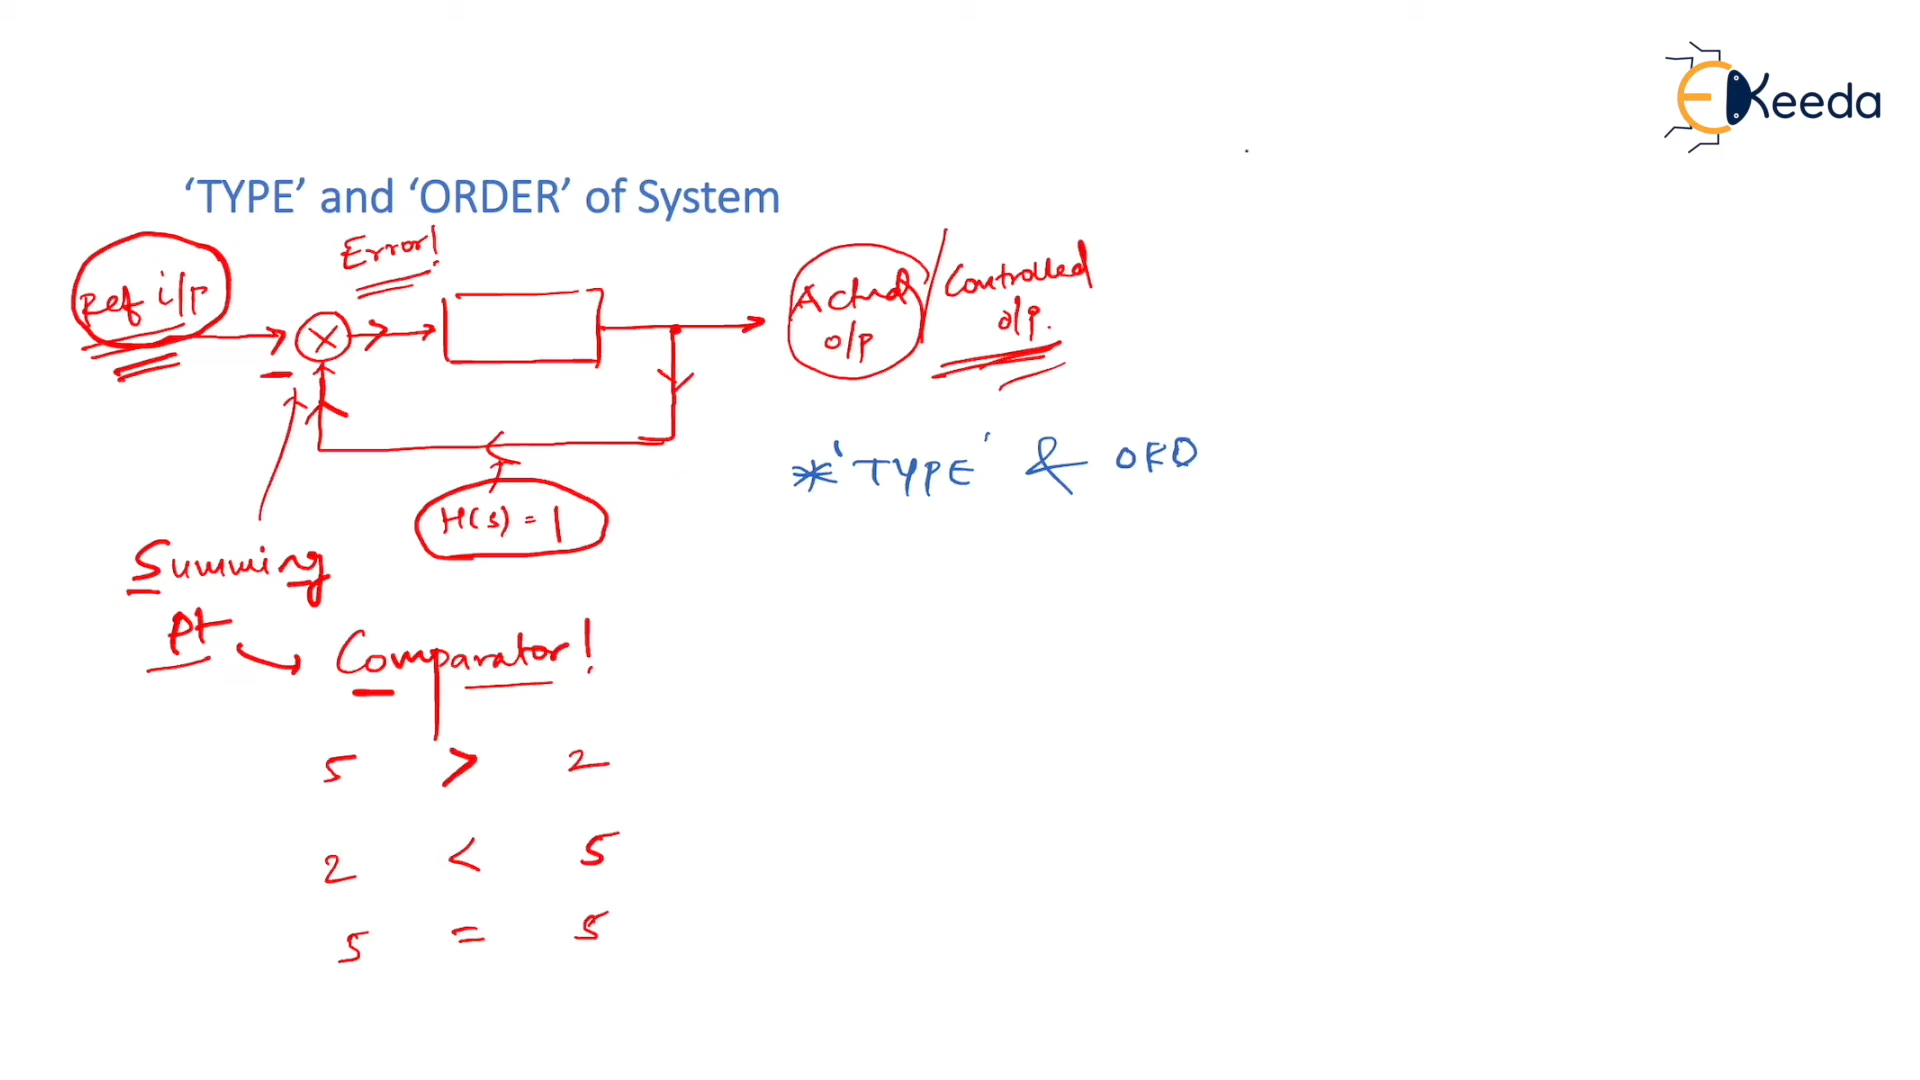 EKeeda
‘TYPE’ and ‘ORDER’ of System
Ref i/p
Error!
Actual o/p / Controlled o/p.
* 'TYPE' & ORD
H(s) = 1
Summing
pt → Comparator!
5 > 2
2 < 5
5 = 5